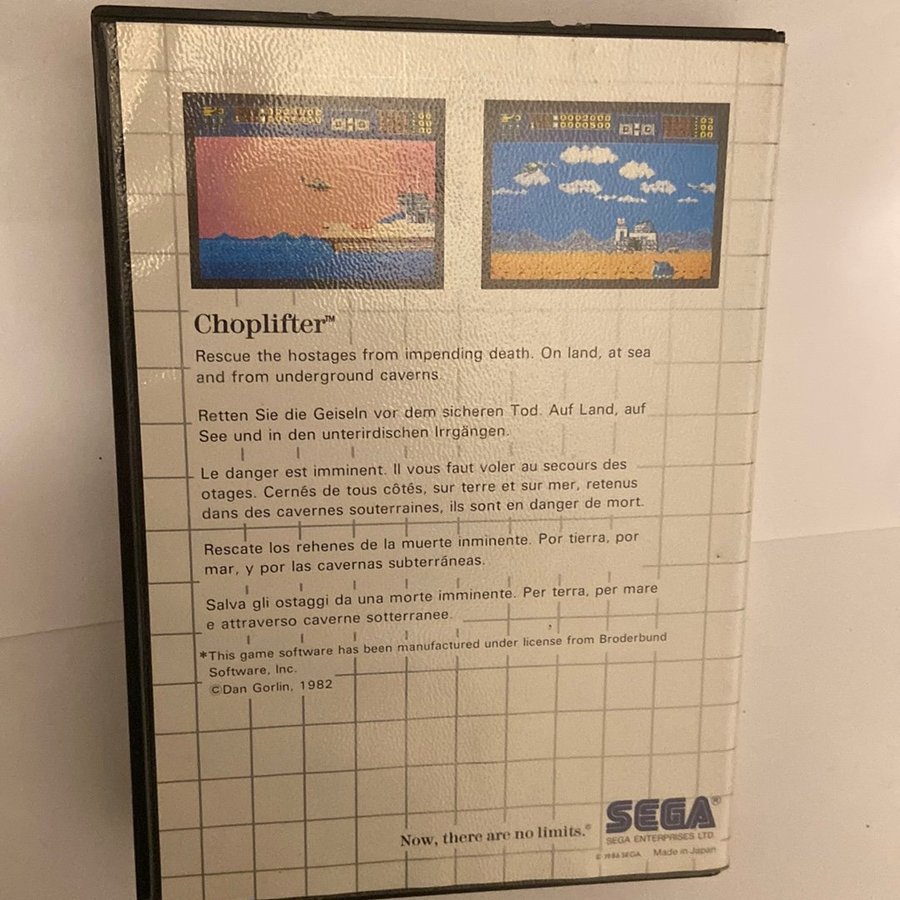 Choplifter™
Rescue the hostages from impending death. On land, at sea
and from underground caverns.
Retten Sie die Geiseln vor dem sicheren Tod. Auf Land, auf
See und in den unterirdischen Irrgängen.
Le danger est imminent. Il vous faut voler au secours des
otages. Cernés de tous côtés, sur terre et sur mer, retenus
dans des cavernes souterraines, ils sont en danger de mort.
Rescate los rehenes de la muerte inminente. Por tierra, por
mar, y por las cavernas subterráneas.
Salva gli ostaggi da una morte imminente. Per terra, per mare
e attraverso caverne sotterranee.
*This game software has been manufactured under license from Broderbund
Software, Inc.
©Dan Gorlin, 1982
Now, there are no limits.®
SEGA®
SEGA ENTERPRISES LTD.
© 1986 SEGA Made in Japan